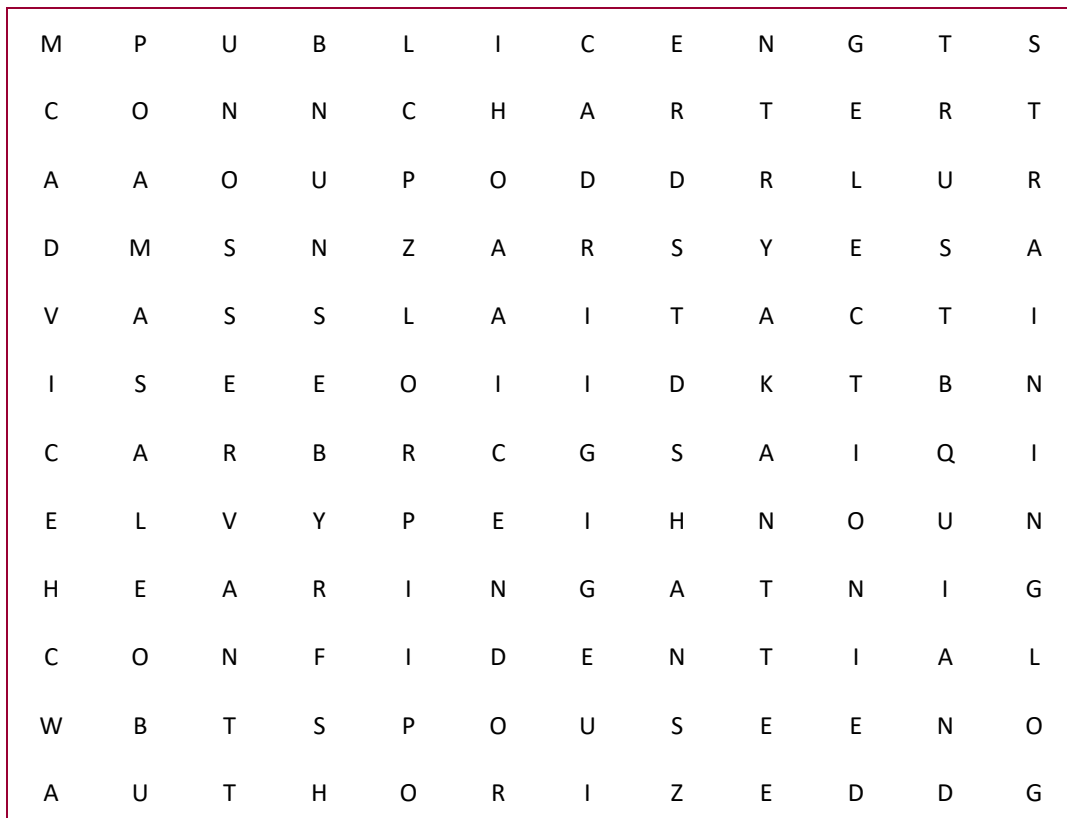 M P U B L I C E N G T S
C O N N C H A R T E R T
A A O U P O D D R L U R
D M S N Z A R S Y E S A
V A S S L A I T A C T I
I S E E O I I D K T B N
C A R B R C G S A I Q I
E L V Y P E I H N O U N
H E A R I N G A T N I G
C O N F I D E N T I A L
W B T S P O U S E E N O
A U T H O R I Z E D D G